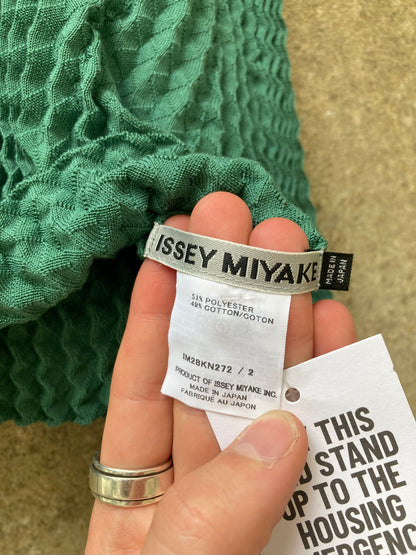 ISSEY MIYAKE
MADE IN
JAPAN
51% POLYESTER
49% COTTON/COTON
IM28KN272 / 2
PRODUCT OF ISSEY MIYAKE INC.
MADE IN JAPAN
FABRIQUÉ AU JAPON
THIS
STAND
UP TO THE
HOUSING